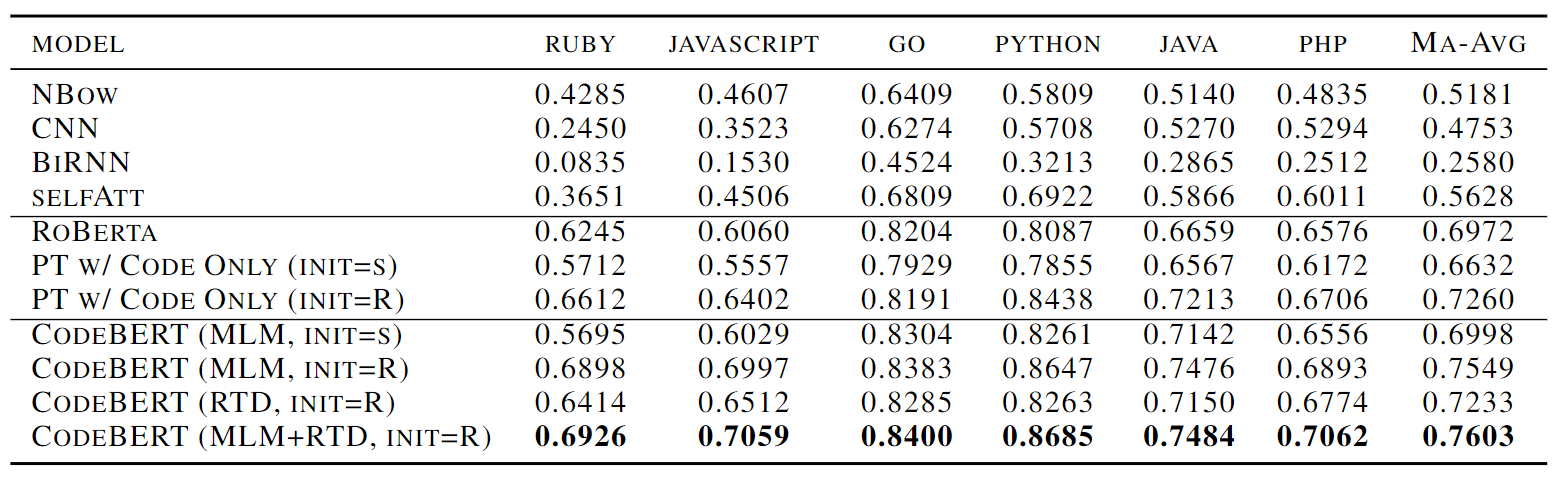 MODEL RUBY JAVASCRIPT GO PYTHON JAVA PHP MA-AVG
NBOW 0.4285 0.4607 0.6409 0.5809 0.5140 0.4835 0.5181
CNN 0.2450 0.3523 0.6274 0.5708 0.5270 0.5294 0.4753
BIRNN 0.0835 0.1530 0.4524 0.3213 0.2865 0.2512 0.2580
SELFATT 0.3651 0.4506 0.6809 0.6922 0.5866 0.6011 0.5628
ROBERTA 0.6245 0.6060 0.8204 0.8087 0.6659 0.6576 0.6972
PT W/ CODE ONLY (INIT=S) 0.5712 0.5557 0.7929 0.7855 0.6567 0.6172 0.6632
PT W/ CODE ONLY (INIT=R) 0.6612 0.6402 0.8191 0.8438 0.7213 0.6706 0.7260
CODEBERT (MLM, INIT=S) 0.5695 0.6029 0.8304 0.8261 0.7142 0.6556 0.6998
CODEBERT (MLM, INIT=R) 0.6898 0.6997 0.8383 0.8647 0.7476 0.6893 0.7549
CODEBERT (RTD, INIT=R) 0.6414 0.6512 0.8285 0.8263 0.7150 0.6774 0.7233
CODEBERT (MLM+RTD, INIT=R) 0.6926 0.7059 0.8400 0.8685 0.7484 0.7062 0.7603